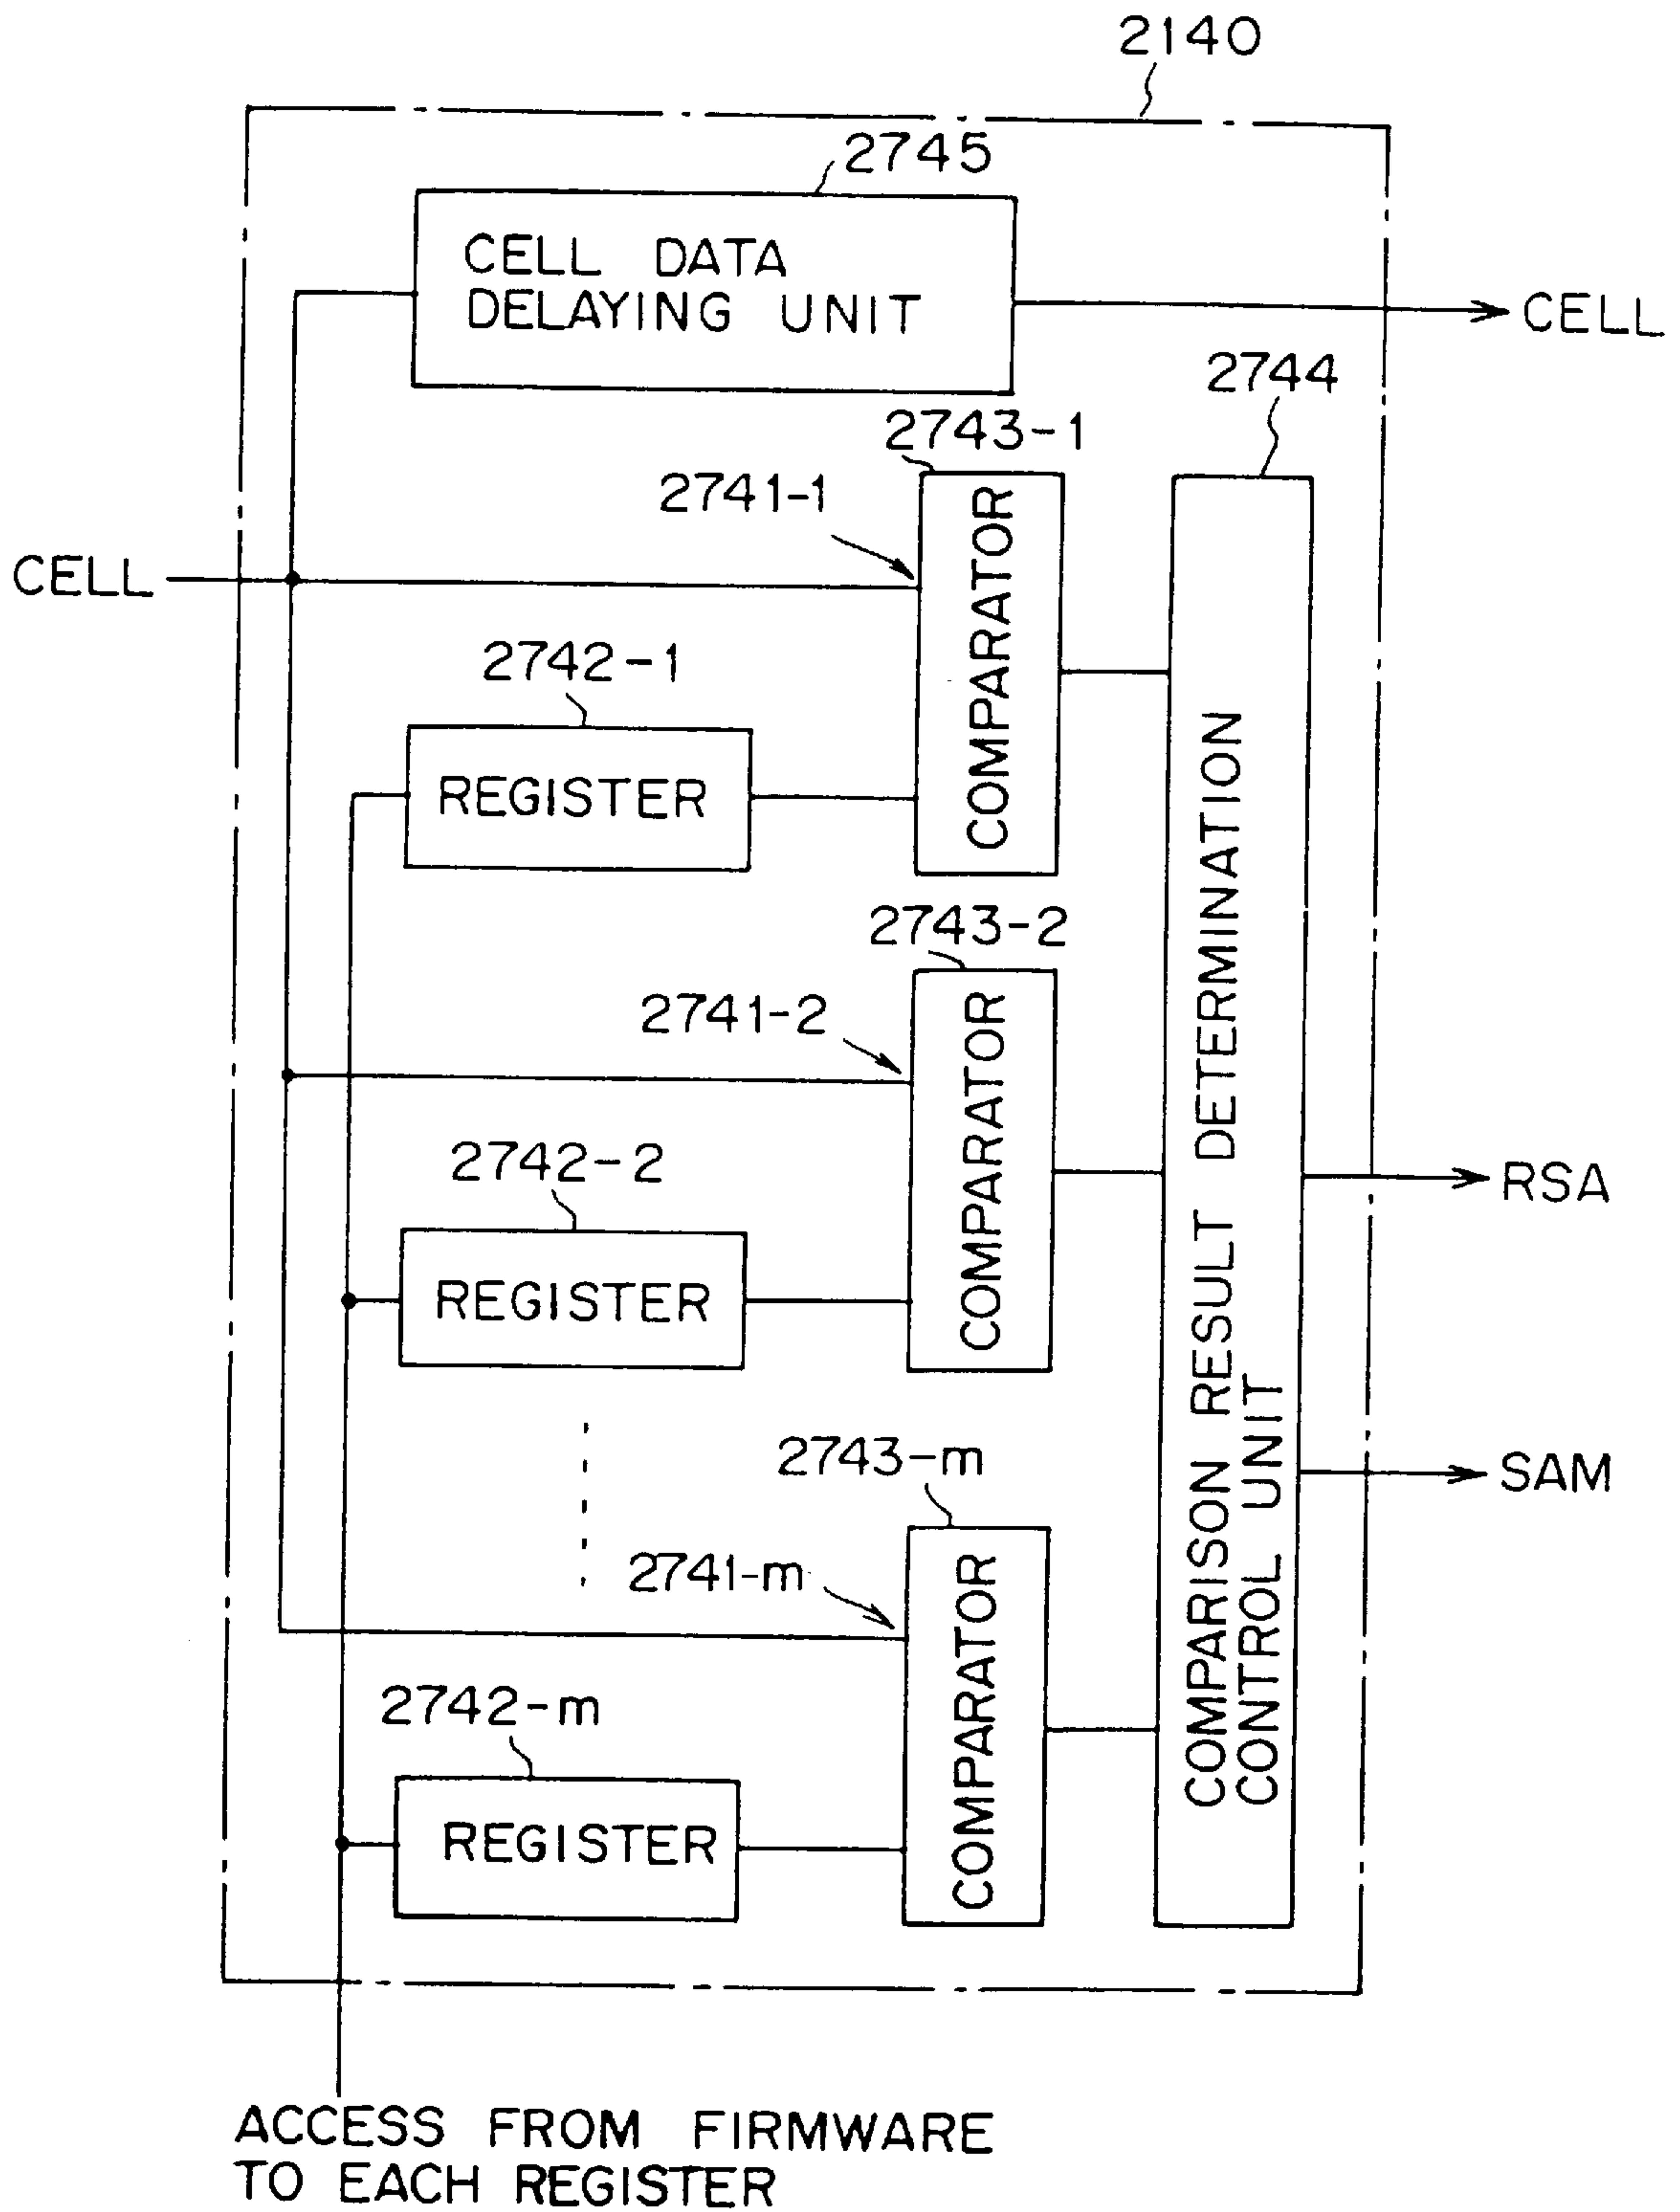 2140
2745
CELL DATA
DELAYING UNIT
CELL
2744
2743-1
2741-1
COMPARATOR
CELL
2742-1
REGISTER
2743-2
2741-2
COMPARATOR
2742-2
REGISTER
COMPARISON RESULT DETERMINATION
CONTROL UNIT
RSA
SAM
2743-m
2741-m
COMPARATOR
2742-m
REGISTER
ACCESS FROM FIRMWARE
TO EACH REGISTER